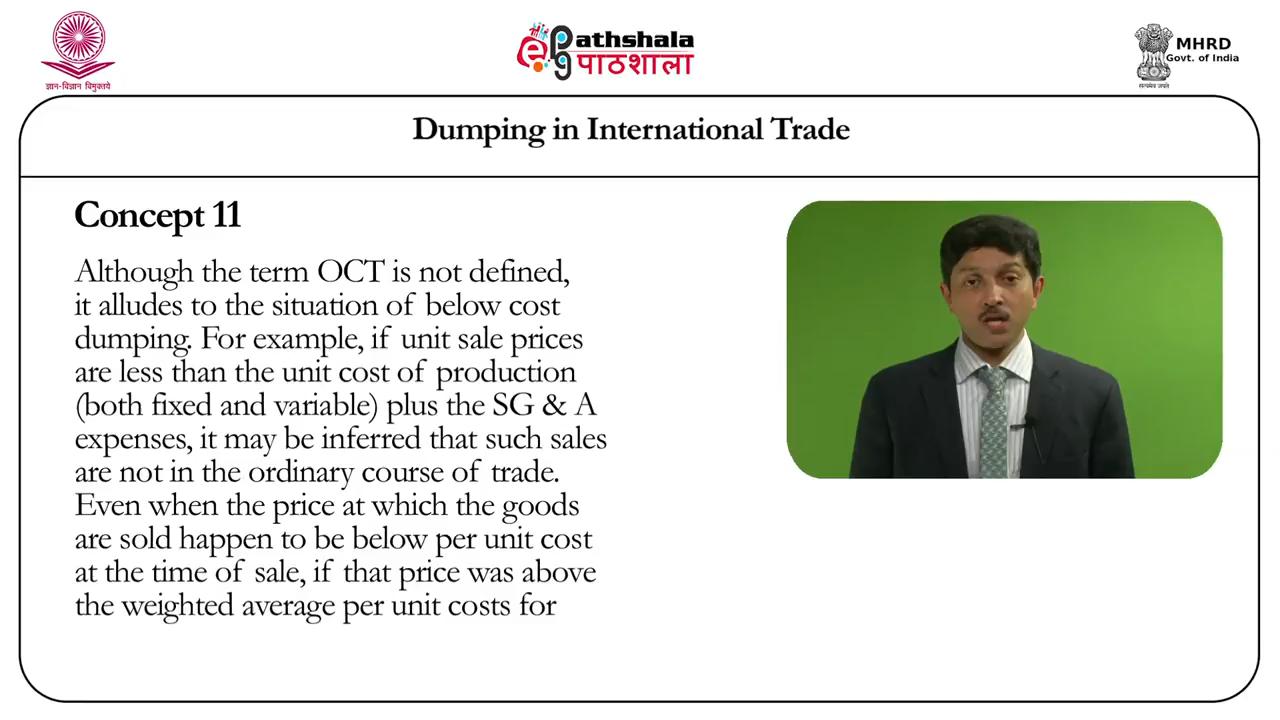 ज्ञान-विज्ञान विमुक्तये
epg Pathshala
पाठशाला
MHRD
Govt. of India
सत्यमेव जयते
Dumping in International Trade
Concept 11
Although the term OCT is not defined,
it alludes to the situation of below cost
dumping. For example, if unit sale prices
are less than the unit cost of production
(both fixed and variable) plus the SG & A
expenses, it may be inferred that such sales
are not in the ordinary course of trade.
Even when the price at which the goods
are sold happen to be below per unit cost
at the time of sale, if that price was above
the weighted average per unit costs for